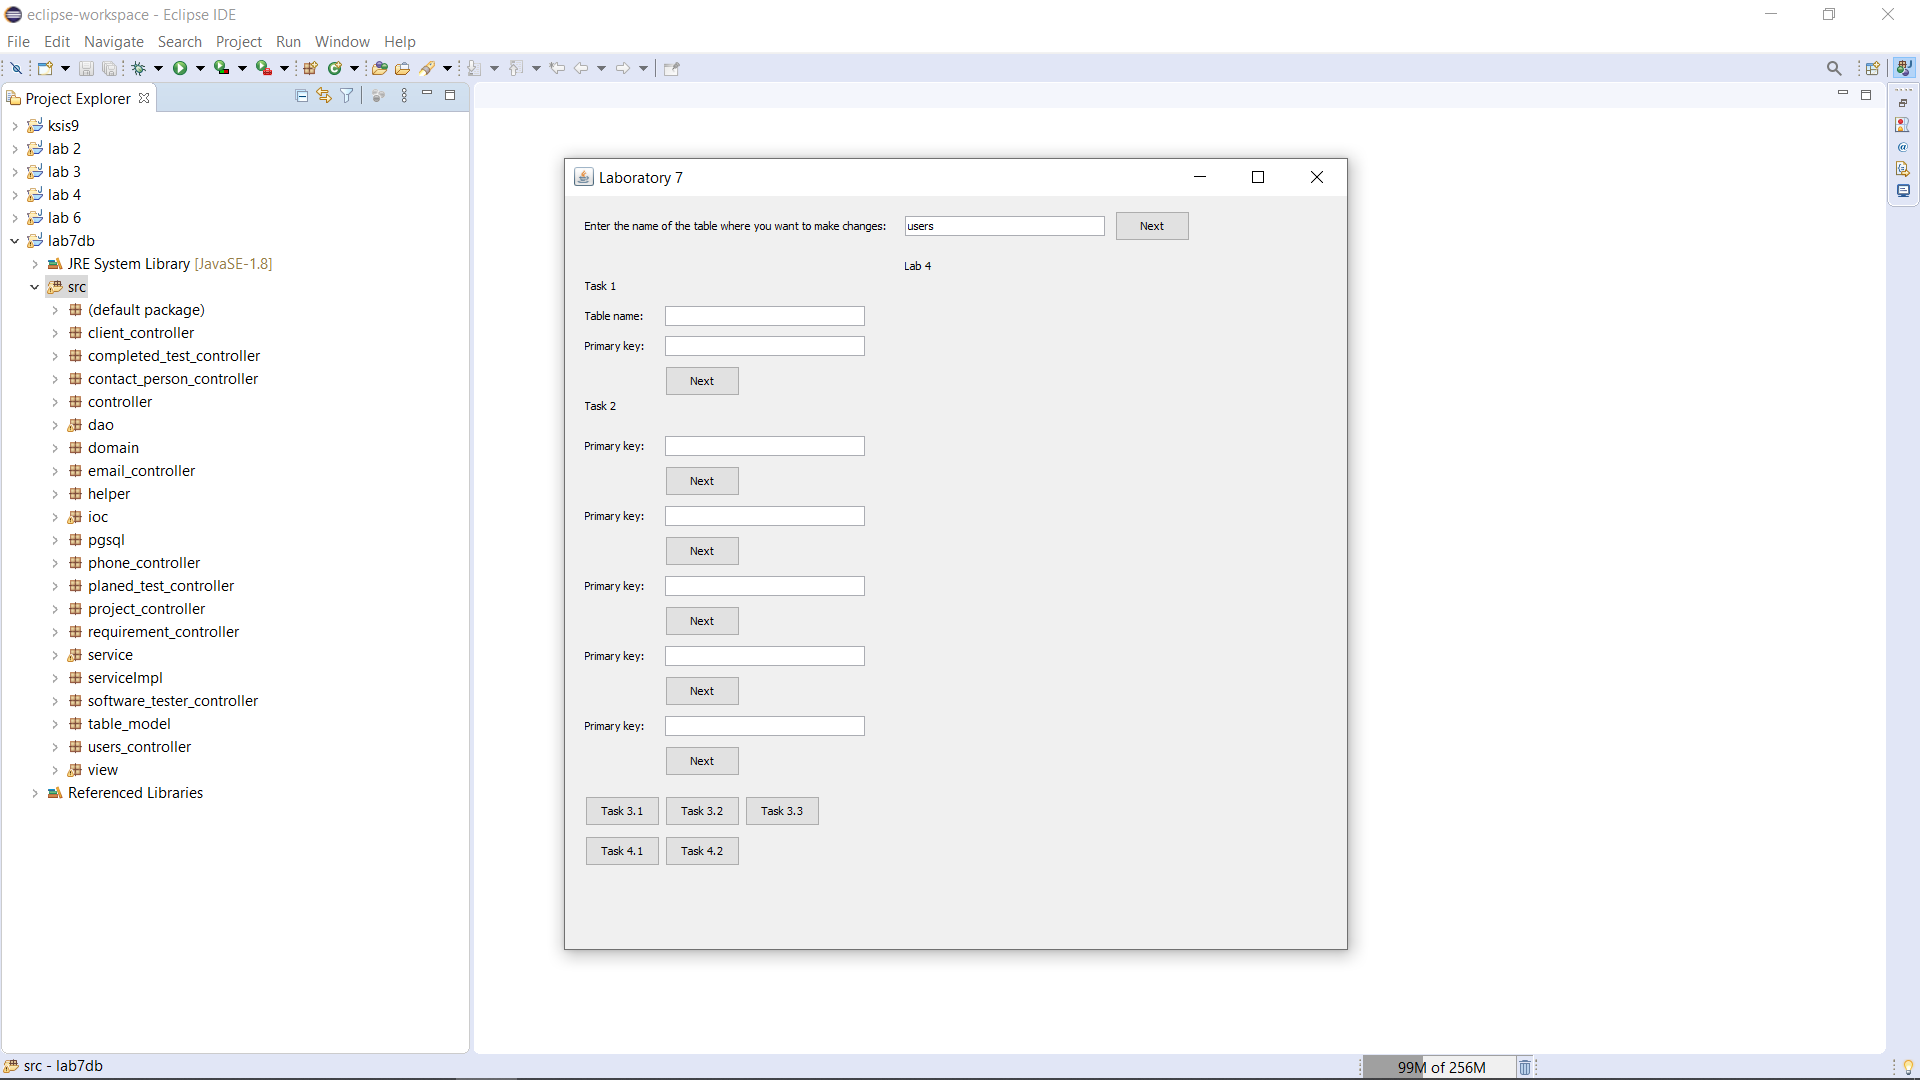 eclipse-workspace - Eclipse IDE
File Edit Navigate Search Project Run Window Help
Project Explorer
ksis9
lab 2
lab 3
lab 4
lab 6
lab7db
JRE System Library [JavaSE-1.8]
src
(default package)
client_controller
completed_test_controller
contact_person_controller
controller
dao
domain
email_controller
helper
ioc
pgsql
phone_controller
planed_test_controller
project_controller
requirement_controller
service
serviceImpl
software_tester_controller
table_model
users_controller
view
Referenced Libraries
Laboratory 7
Enter the name of the table where you want to make changes: users Next
Lab 4
Task 1
Table name:
Primary key:
Next
Task 2
Primary key:
Next
Primary key:
Next
Primary key:
Next
Primary key:
Next
Primary key:
Next
Task 3.1 Task 3.2 Task 3.3
Task 4.1 Task 4.2
src - lab7db
99M of 256M